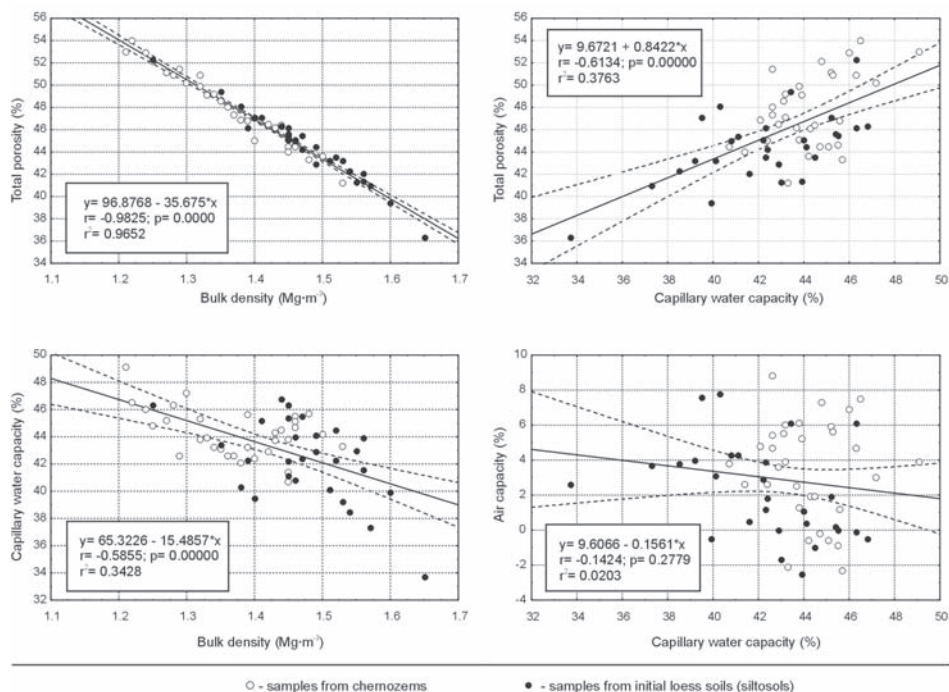 56
54
52
50
48
46
44
42
40
38
36
34
Total porosity (%)
y= 96.8768 - 35.675*x
r= -0.9825; p= 0.0000
r²= 0.9652
1.1 1.2 1.3 1.4 1.5 1.6 1.7
Bulk density (Mg·m⁻³)
56
54
52
50
48
46
44
42
40
38
36
34
Total porosity (%)
y= 9.6721 + 0.8422*x
r= -0.6134; p= 0.00000
r²= 0.3763
32 34 36 38 40 42 44 46 48 50
Capillary water capacity (%)
50
48
46
44
42
40
38
36
34
32
Capillary water capacity (%)
y= 65.3226 - 15.4857*x
r= -0.5855; p= 0.00000
r²= 0.3428
1.1 1.2 1.3 1.4 1.5 1.6 1.7
Bulk density (Mg·m⁻³)
10
8
6
4
2
0
-2
-4
Air capacity (%)
y= 9.6066 - 0.1561*x
r= -0.1424; p= 0.2779
r²= 0.0203
32 34 36 38 40 42 44 46 48 50
Capillary water capacity (%)
○ - samples from chernozems ● - samples from initial loess soils (siltosols)